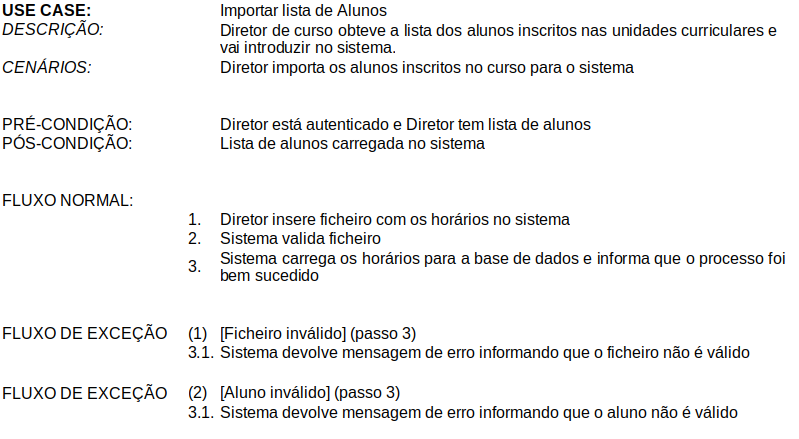 USE CASE: Importar lista de Alunos
DESCRIÇÃO: Diretor de curso obteve a lista dos alunos inscritos nas unidades curriculares e
vai introduzir no sistema.
CENÁRIOS: Diretor importa os alunos inscritos no curso para o sistema
PRÉ-CONDIÇÃO: Diretor está autenticado e Diretor tem lista de alunos
PÓS-CONDIÇÃO: Lista de alunos carregada no sistema
FLUXO NORMAL:
1. Diretor insere ficheiro com os horários no sistema
2. Sistema valida ficheiro
3. Sistema carrega os horários para a base de dados e informa que o processo foi
bem sucedido
FLUXO DE EXCEÇÃO (1) [Ficheiro inválido] (passo 3)
3.1. Sistema devolve mensagem de erro informando que o ficheiro não é válido
FLUXO DE EXCEÇÃO (2) [Aluno inválido] (passo 3)
3.1. Sistema devolve mensagem de erro informando que o aluno não é válido